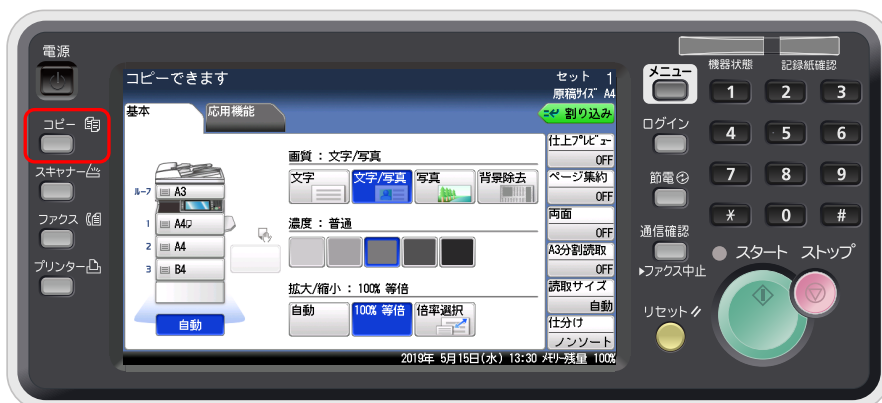 電源
コピー
スキャナー
ファクス
プリンター
コピーできます
セット 1
原稿ｻｲｽﾞ A4
基本
応用機能
割り込み
画質：文字/写真
文字
文字/写真
写真
背景除去
濃度：普通
拡大/縮小：100% 等倍
自動
100% 等倍
倍率選択
ﾙｰﾌ A3
1 A4
2 A4
3 B4
自動
仕上ﾌﾟﾚﾋﾞｭｰ
OFF
ページ集約
OFF
両面
OFF
A3分割読取
OFF
読取サイズ
自動
仕分け
ノンソート
2019年 5月15日(水) 13:30 ﾒﾓﾘｰ残量 100%
メニュー
ログイン
節電
通信確認
▶ファクス中止
リセット
機器状態
記録紙確認
1 2 3
4 5 6
7 8 9
* 0 #
スタート
ストップ